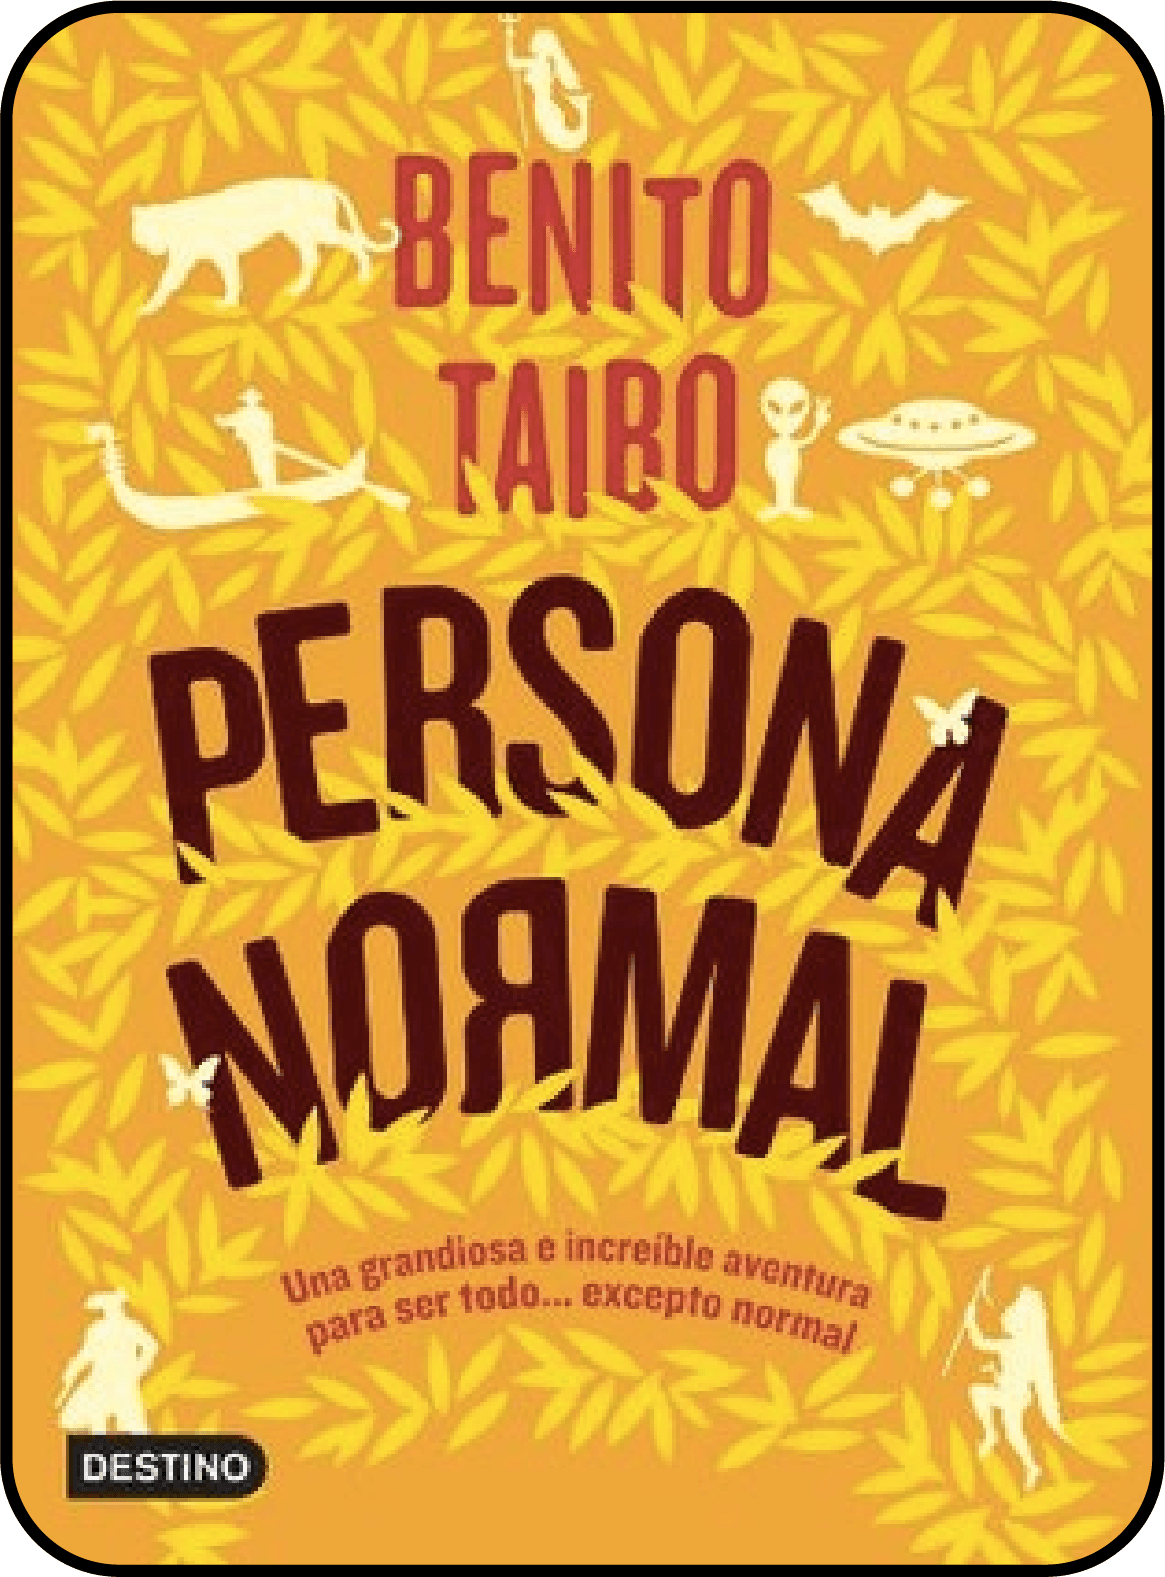 BENITO
TAIBO
PERSONA
NORMAL
Una grandiosa e increíble aventura
para ser todo... excepto normal
DESTINO